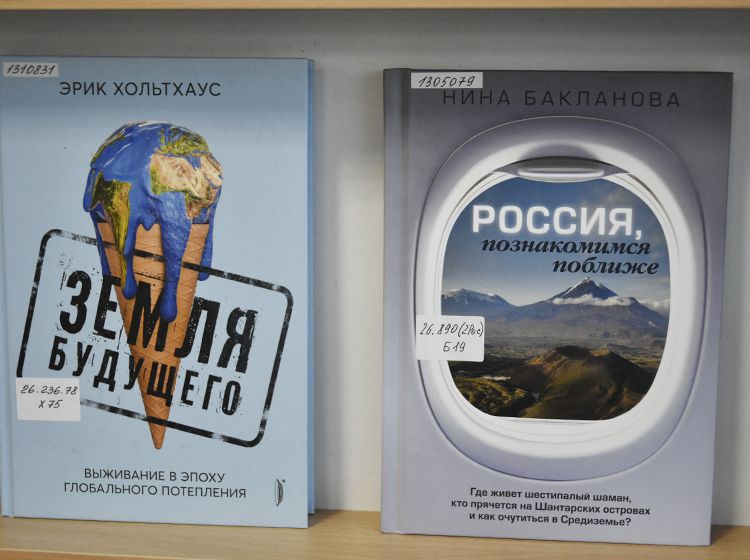 1310831
ЭРИК ХОЛЬТХАУС
ЗЕМЛЯ
БУДУЩЕГО
26.236.78
Х75
ВЫЖИВАНИЕ В ЭПОХУ
ГЛОБАЛЬНОГО ПОТЕПЛЕНИЯ
1305079
НИНА БАКЛАНОВА
РОССИЯ,
познакомимся
поближе
26.890(2Рос)
Б19
Где живет шестипалый шаман,
кто прячется на Шантарских островах
и как очутиться в Средиземье?